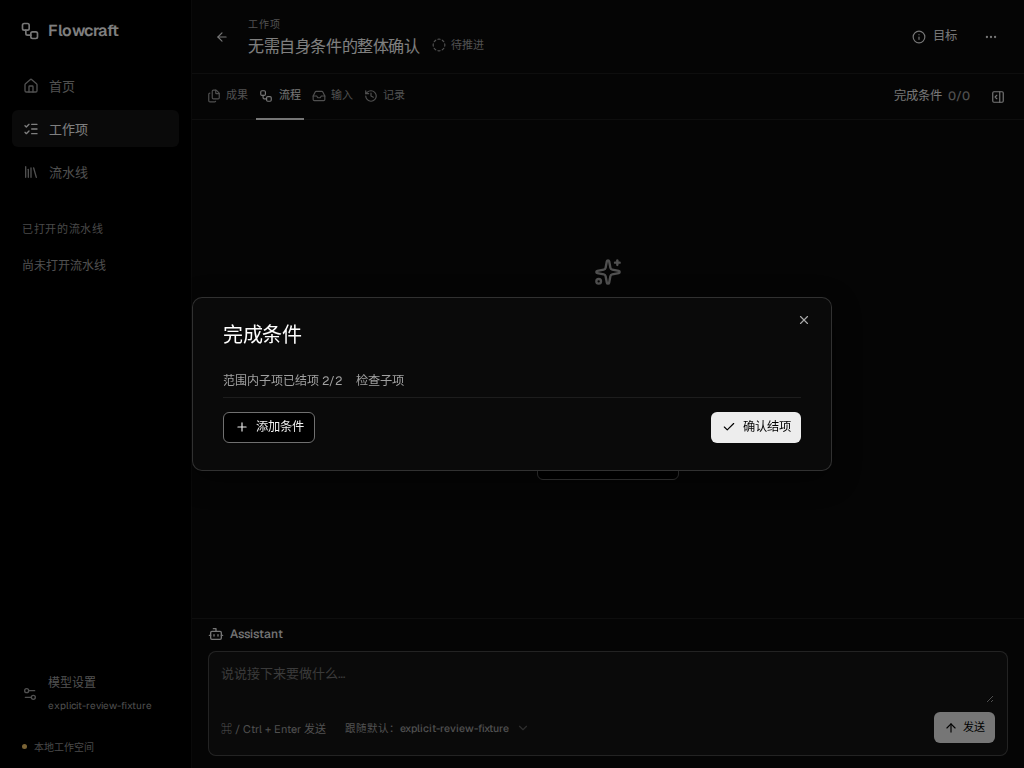 Flowcraft
首页
工作项
流水线
已打开的流水线
尚未打开流水线
模型设置
explicit-review-fixture
本地工作空间
工作项
无需自身条件的整体确认
待推进
目标
成果 流程 输入 记录
完成条件 0/0
完成条件
范围内子项已结项 2/2 检查子项
添加条件
确认结项
Assistant
说说接下来要做什么...
⌘ / Ctrl + Enter 发送 跟随默认：explicit-review-fixture
发送